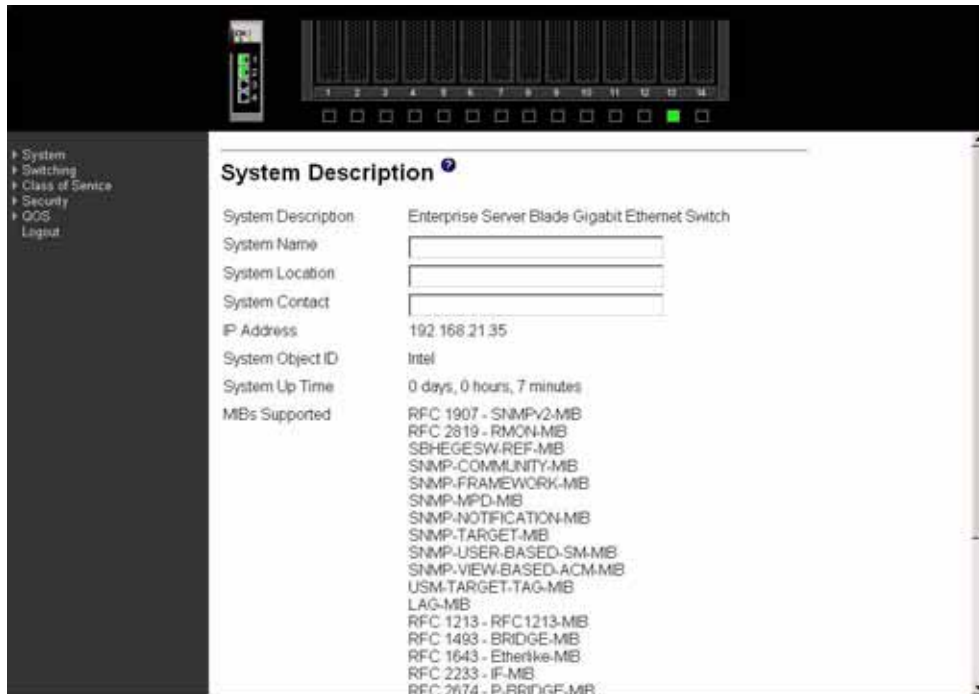 1 2 3 4 5 6 7 8 9 10 11 12 13 14
System
Switching
Class of Service
Security
QOS
Logout
System Description ?
System Description Enterprise Server Blade Gigabit Ethernet Switch
System Name
System Location
System Contact
IP Address 192.168.21.35
System Object ID Intel
System Up Time 0 days, 0 hours, 7 minutes
MIBs Supported RFC 1907 - SNMPv2-MIB
RFC 2819 - RMON-MIB
SBHEGESW-REF-MIB
SNMP-COMMUNITY-MIB
SNMP-FRAMEWORK-MIB
SNMP-MPD-MIB
SNMP-NOTIFICATION-MIB
SNMP-TARGET-MIB
SNMP-USER-BASED-SM-MIB
SNMP-VIEW-BASED-ACM-MIB
USM-TARGET-TAG-MIB
LAG-MIB
RFC 1213 - RFC1213-MIB
RFC 1493 - BRIDGE-MIB
RFC 1643 - Etherlike-MIB
RFC 2233 - IF-MIB
RFC 2674 - P-BRIDGE-MIB